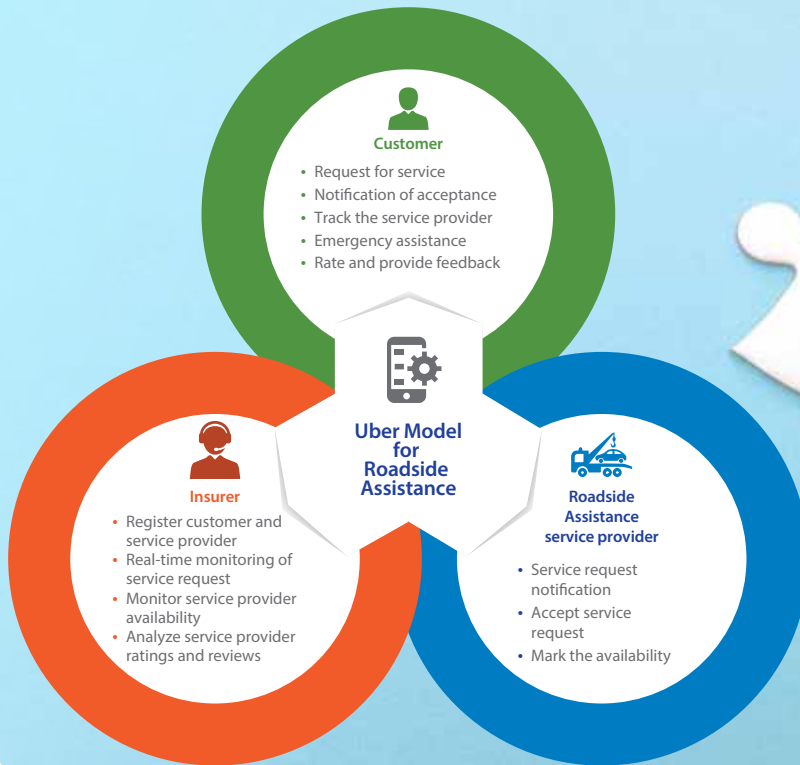 Customer
• Request for service
• Notification of acceptance
• Track the service provider
• Emergency assistance
• Rate and provide feedback
Uber Model
for
Roadside
Assistance
Insurer
• Register customer and
service provider
• Real-time monitoring of
service request
• Monitor service provider
availability
• Analyze service provider
ratings and reviews
Roadside
Assistance
service provider
• Service request
notification
• Accept service
request
• Mark the availability